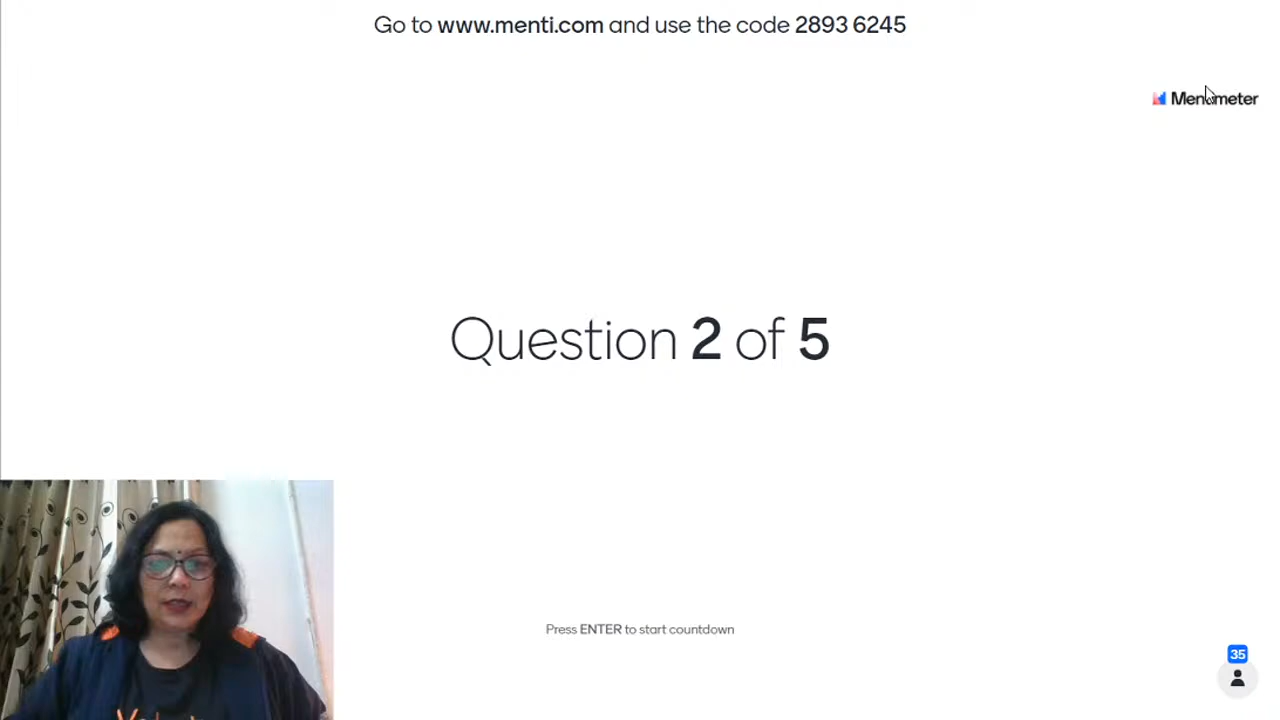 Go to www.menti.com and use the code 2893 6245
Mentimeter
Question 2 of 5
Press ENTER to start countdown
35